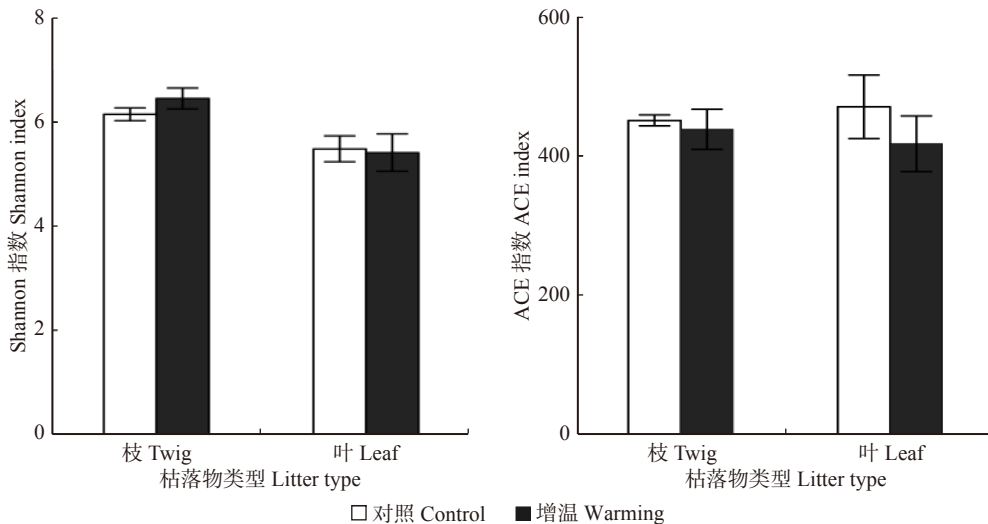 Shannon 指数 Shannon index
8
6
4
2
0
枝 Twig
叶 Leaf
枯落物类型 Litter type
ACE 指数 ACE index
600
400
200
0
枝 Twig
叶 Leaf
枯落物类型 Litter type
对照 Control
增温 Warming